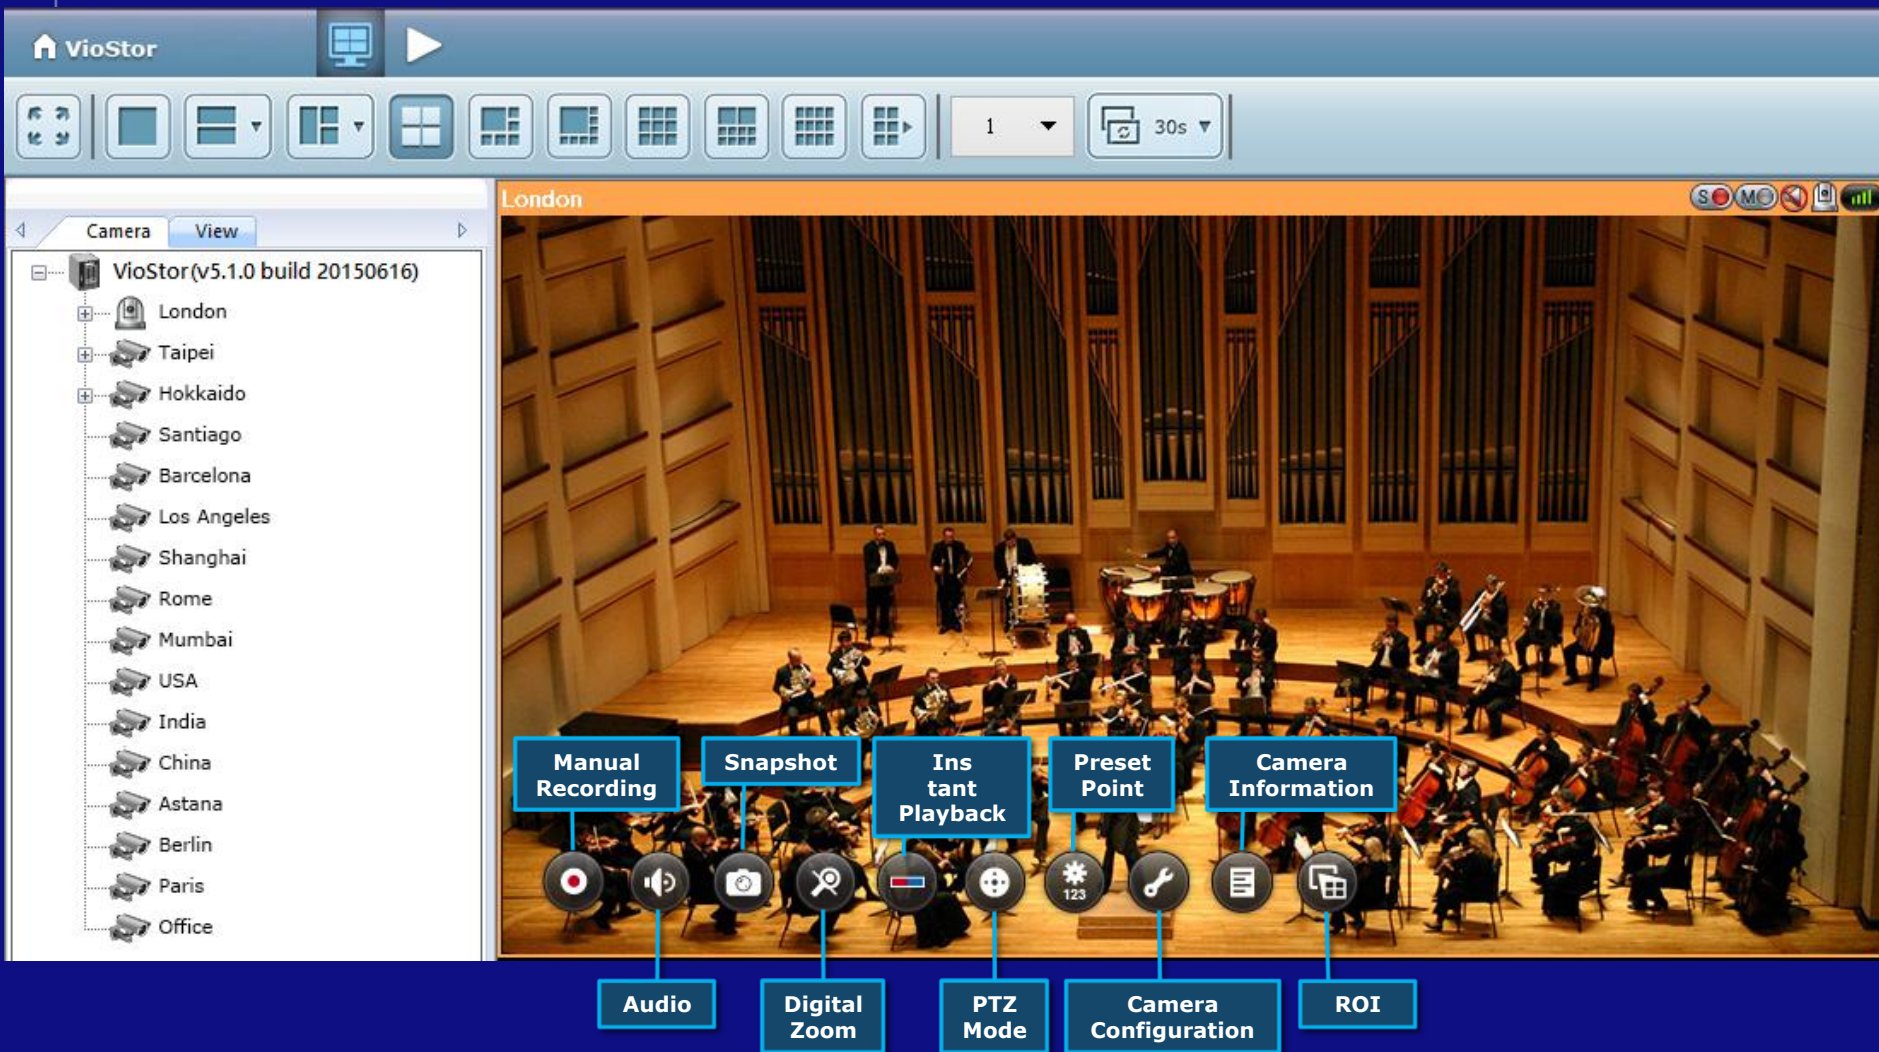 VioStor
1
30s
London
S
M
Camera
View
VioStor(v5.1.0 build 20150616)
London
Taipei
Hokkaido
Santiago
Barcelona
Los Angeles
Shanghai
Rome
Mumbai
USA
India
China
Astana
Berlin
Paris
Office
Manual
Recording
Snapshot
Ins
tant
Playback
Preset
Point
Camera
Information
123
Audio
Digital
Zoom
PTZ
Mode
Camera
Configuration
ROI